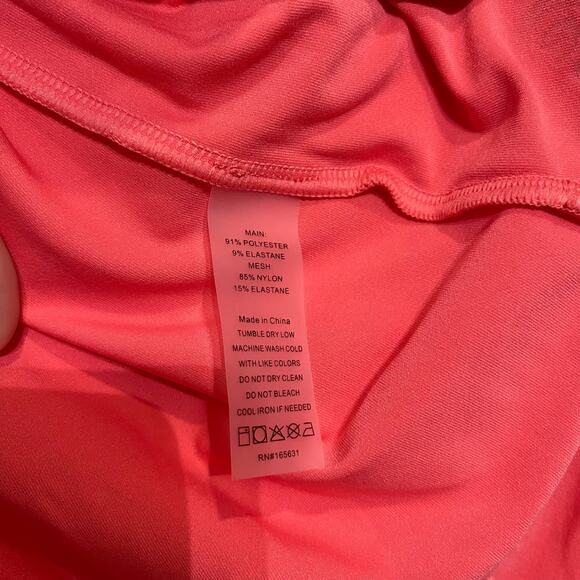 MAIN:
91% POLYESTER
9% ELASTANE
MESH:
85% NYLON
15% ELASTANE
Made in China
TUMBLE DRY LOW
MACHINE WASH COLD
WITH LIKE COLORS
DO NOT DRY CLEAN
DO NOT BLEACH
COOL IRON IF NEEDED
RN#165631